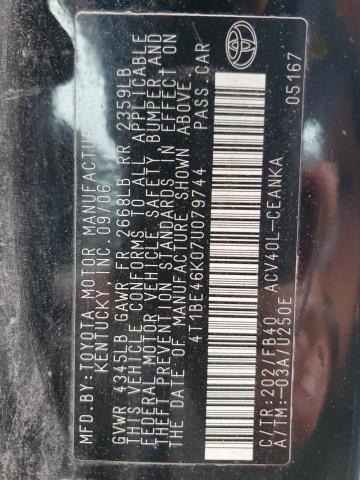 MFD.BY:TOYOTA MOTOR MANUFACTUR
KENTUCKY, INC. 09/06
GVWR 4345LB GAWR FR 2668LB RR 2359LB
THIS VEHICLE CONFORMS TO ALL APPLICABLE
FEDERAL MOTOR VEHICLE SAFETY, BUMPER AND
THEFT PREVENTION STANDARDS IN EFFECT ON
THE DATE OF MANUFACTURE SHOWN ABOVE.
4T1BE46K07U079744 PASS. CAR
C/TR:202/FB40 ACV40L-CEANKA
A/TM:-03A/U250E 05167